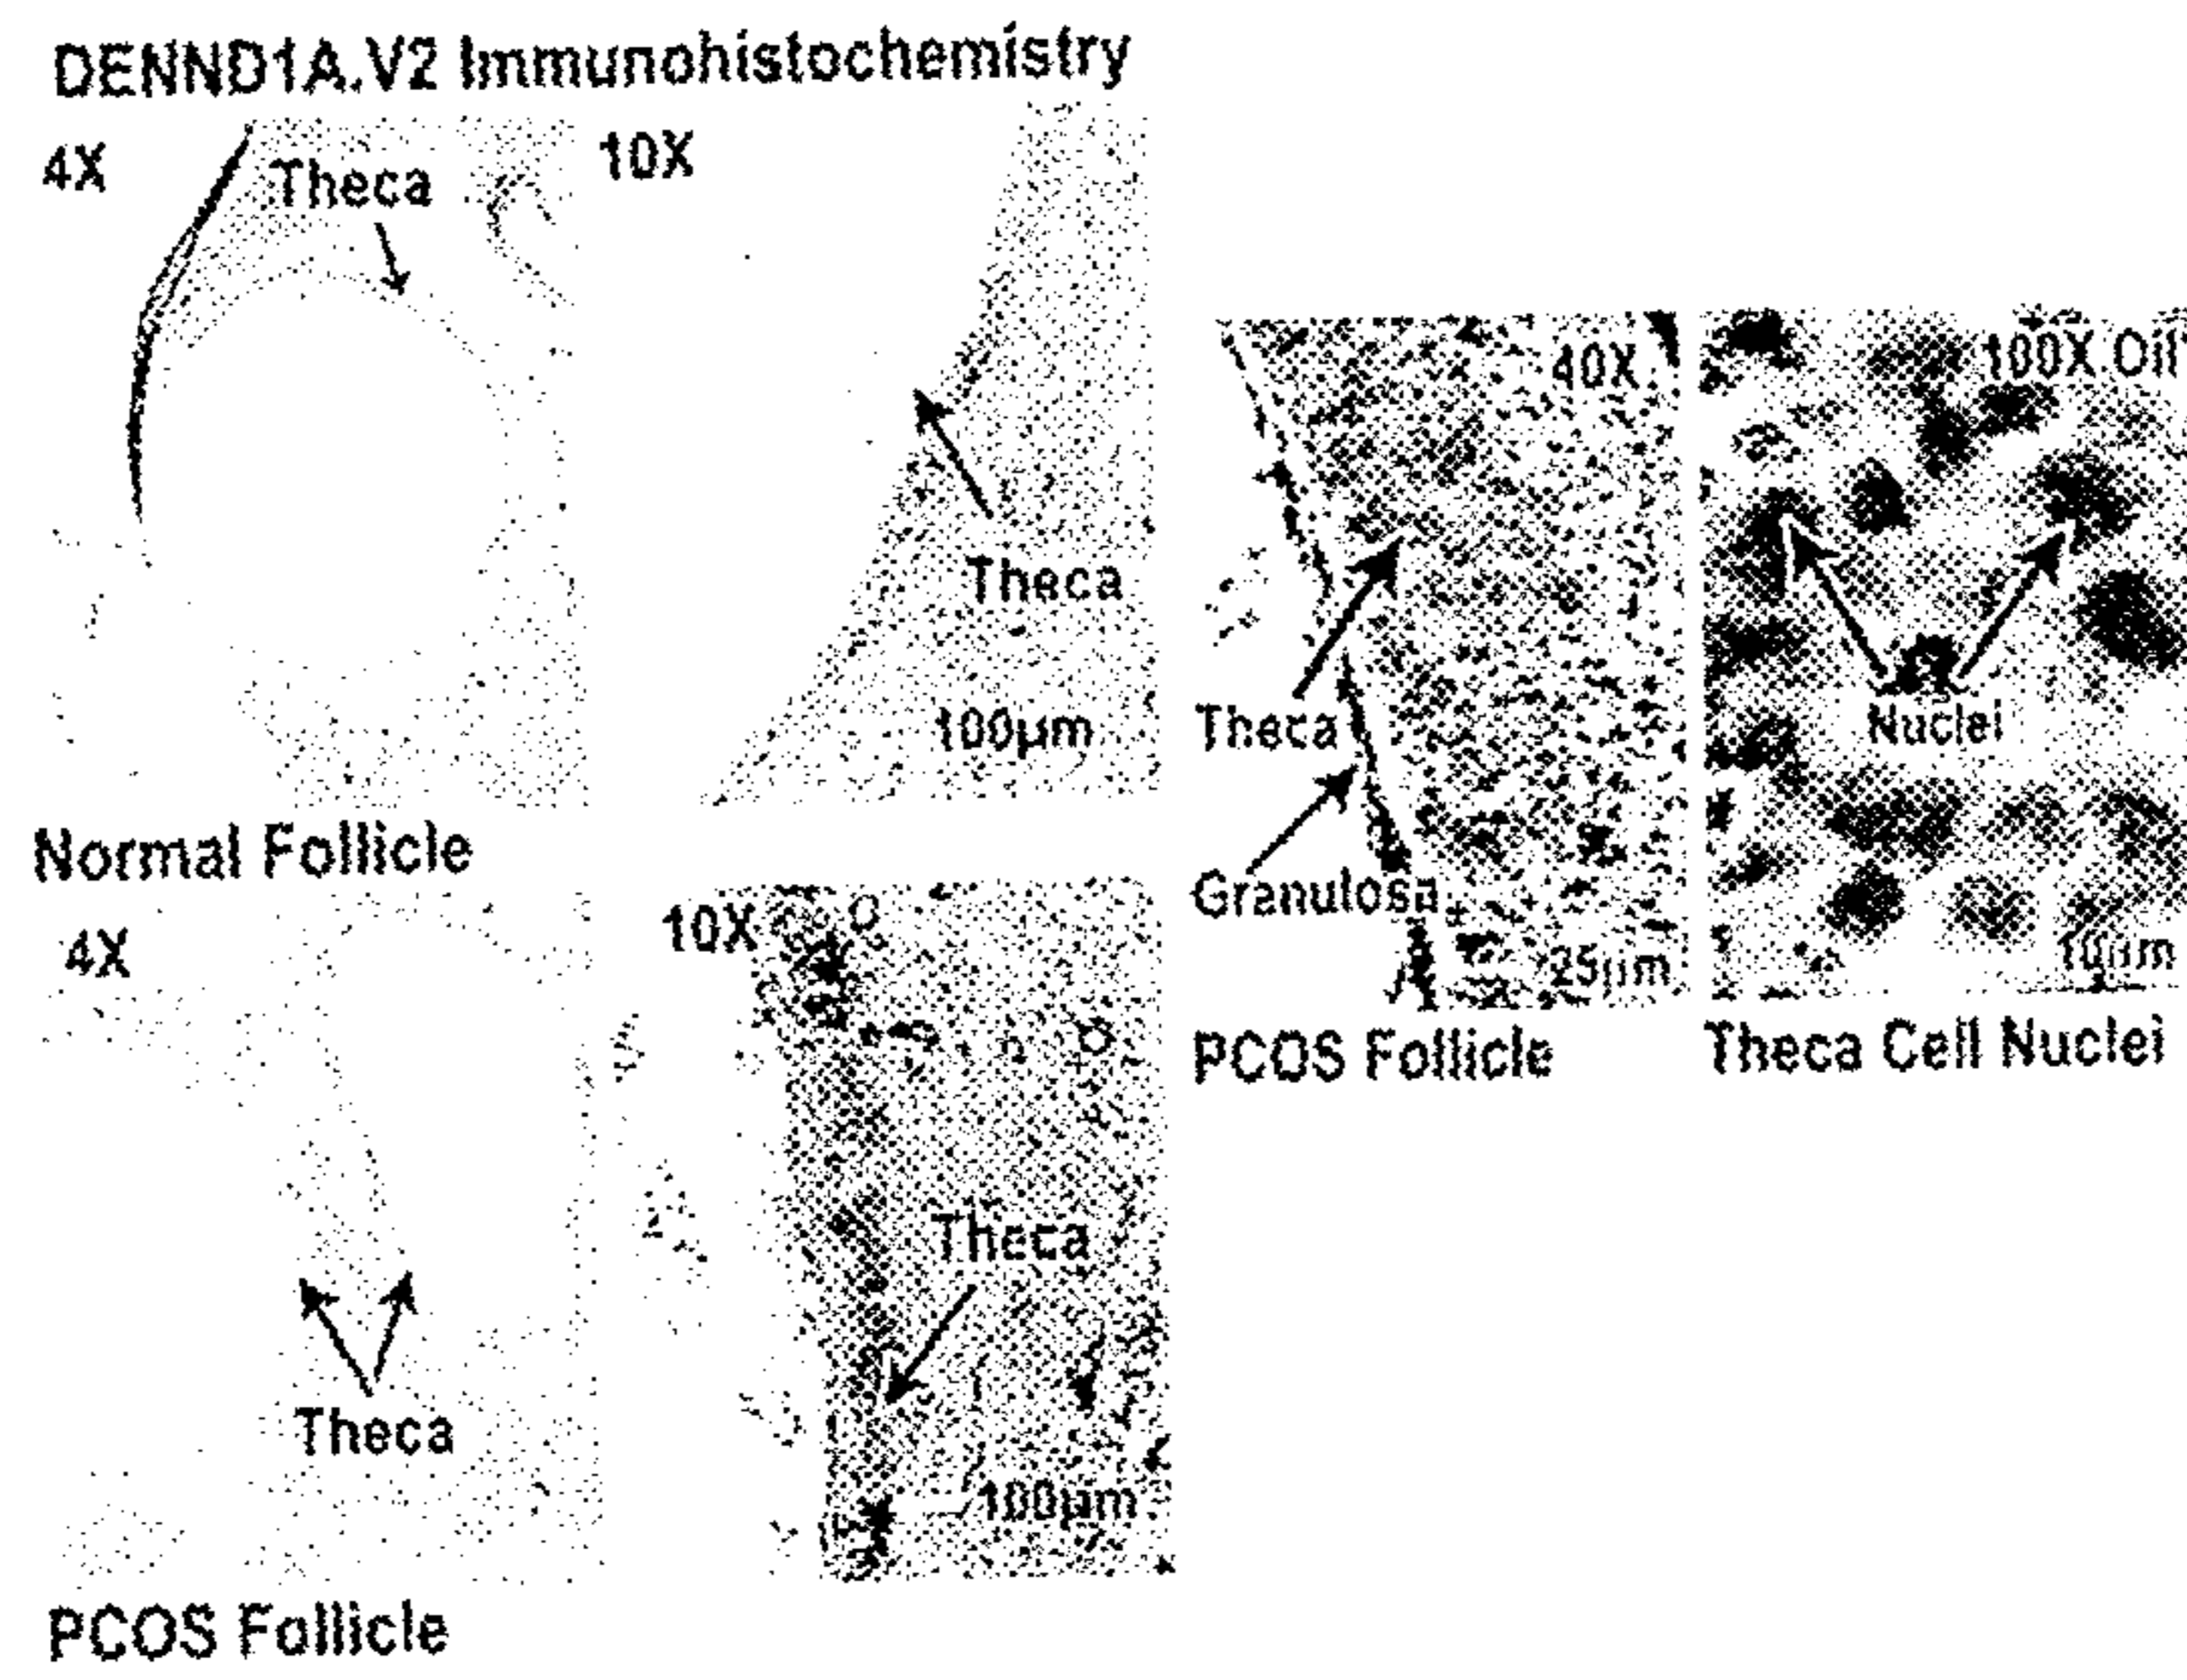 DENND1A.V2 Immunohistochemistry
4X
Theca
10X
Theca
100µm
Normal Follicle
4X
Theca
PCOS Follicle
10X
Theca
100µm
40X
Theca
Granulosa
25µm
PCOS Follicle
100X Oil
Nuclei
10µm
Theca Cell Nuclei